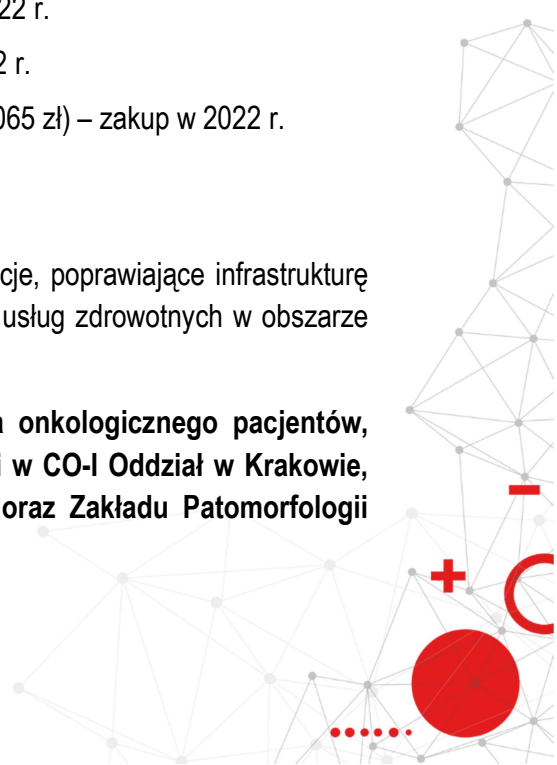 22 r.
2 r.
065 zł) – zakup w 2022 r.
cje, poprawiające infrastrukturę
usług zdrowotnych w obszarze
onkologicznego pacjentów,
i w CO-I Oddział w Krakowie,
oraz Zakładu Patomorfologii